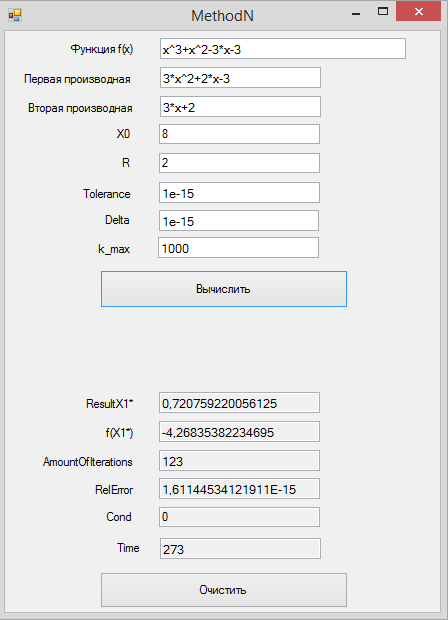 MethodN
Функция f(x) x^3+x^2-3*x-3
Первая производная 3*x^2+2*x-3
Вторая производная 3*x+2
X0 8
R 2
Tolerance 1e-15
Delta 1e-15
k_max 1000
Вычислить
ResultX1* 0,720759220056125
f(X1*) -4,26835382234695
AmountOfIterations 123
RelError 1,61144534121911E-15
Cond 0
Time 273
Очистить